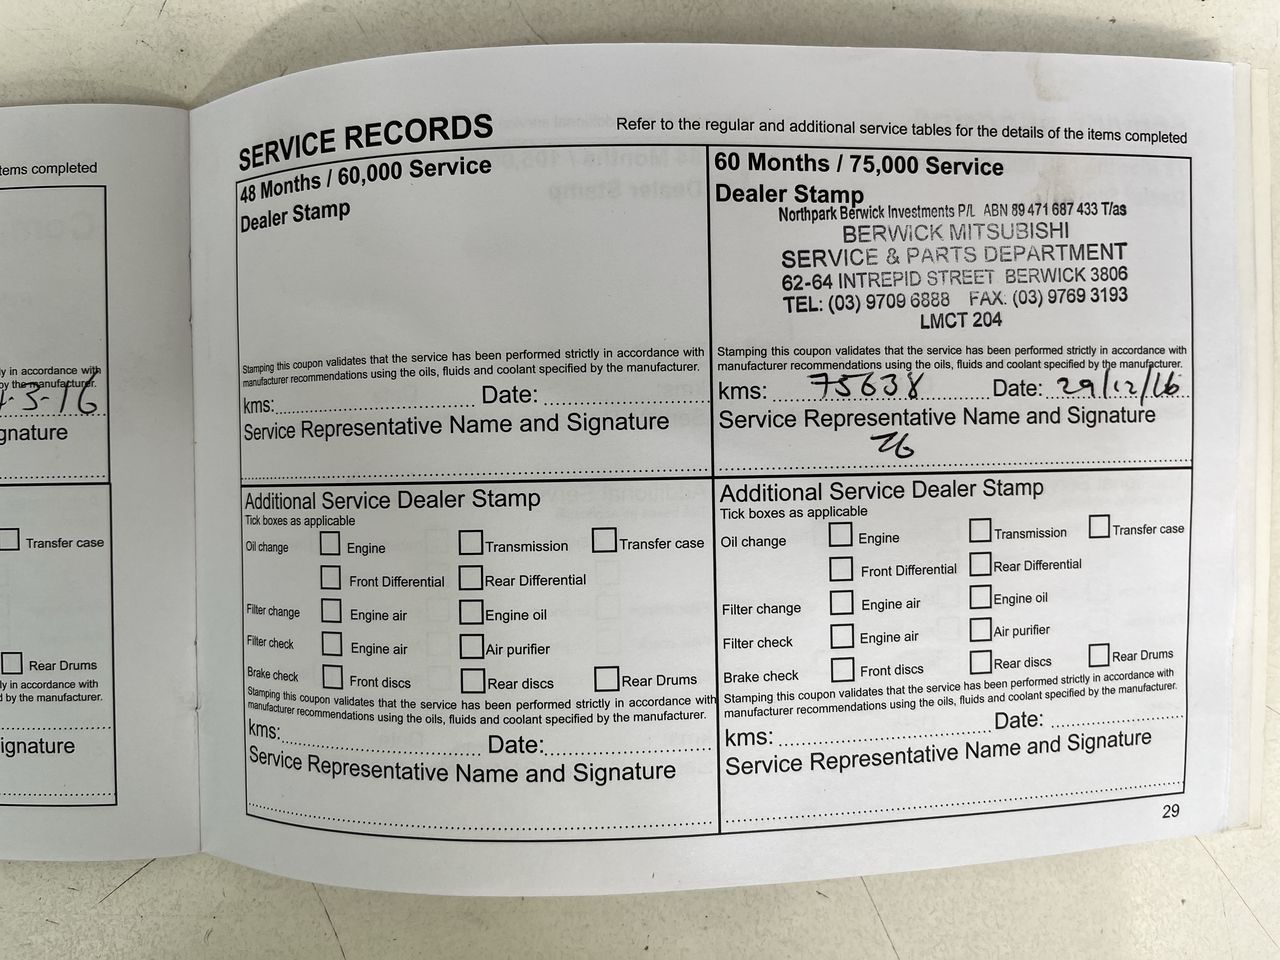 tems completed
ly in accordance with
by the manufacturer.
-3-16
gnature
Transfer case
Rear Drums
ly in accordance with
d by the manufacturer.
ignature
SERVICE RECORDS
Refer to the regular and additional service tables for the details of the items completed
48 Months / 60,000 Service
Dealer Stamp
Stamping this coupon validates that the service has been performed strictly in accordance with
manufacturer recommendations using the oils, fluids and coolant specified by the manufacturer.
kms: Date:
Service Representative Name and Signature
Additional Service Dealer Stamp
Tick boxes as applicable
Oil change Engine Transmission Transfer case
Front Differential Rear Differential
Filter change Engine air Engine oil
Filter check Engine air Air purifier
Brake check Front discs Rear discs Rear Drums
Stamping this coupon validates that the service has been performed strictly in accordance with
manufacturer recommendations using the oils, fluids and coolant specified by the manufacturer.
kms: Date:
Service Representative Name and Signature
60 Months / 75,000 Service
Dealer Stamp
Northpark Berwick Investments P/L ABN 89 471 687 433 T/as
BERWICK MITSUBISHI
SERVICE & PARTS DEPARTMENT
62-64 INTREPID STREET BERWICK 3806
TEL: (03) 9709 6888 FAX: (03) 9769 3193
LMCT 204
Stamping this coupon validates that the service has been performed strictly in accordance with
manufacturer recommendations using the oils, fluids and coolant specified by the manufacturer.
kms: 75638 Date: 29/12/16
Service Representative Name and Signature
Additional Service Dealer Stamp
Tick boxes as applicable
Oil change Engine Transmission Transfer case
Front Differential Rear Differential
Filter change Engine air Engine oil
Filter check Engine air Air purifier
Brake check Front discs Rear discs Rear Drums
Stamping this coupon validates that the service has been performed strictly in accordance with
manufacturer recommendations using the oils, fluids and coolant specified by the manufacturer.
kms: Date:
Service Representative Name and Signature
29